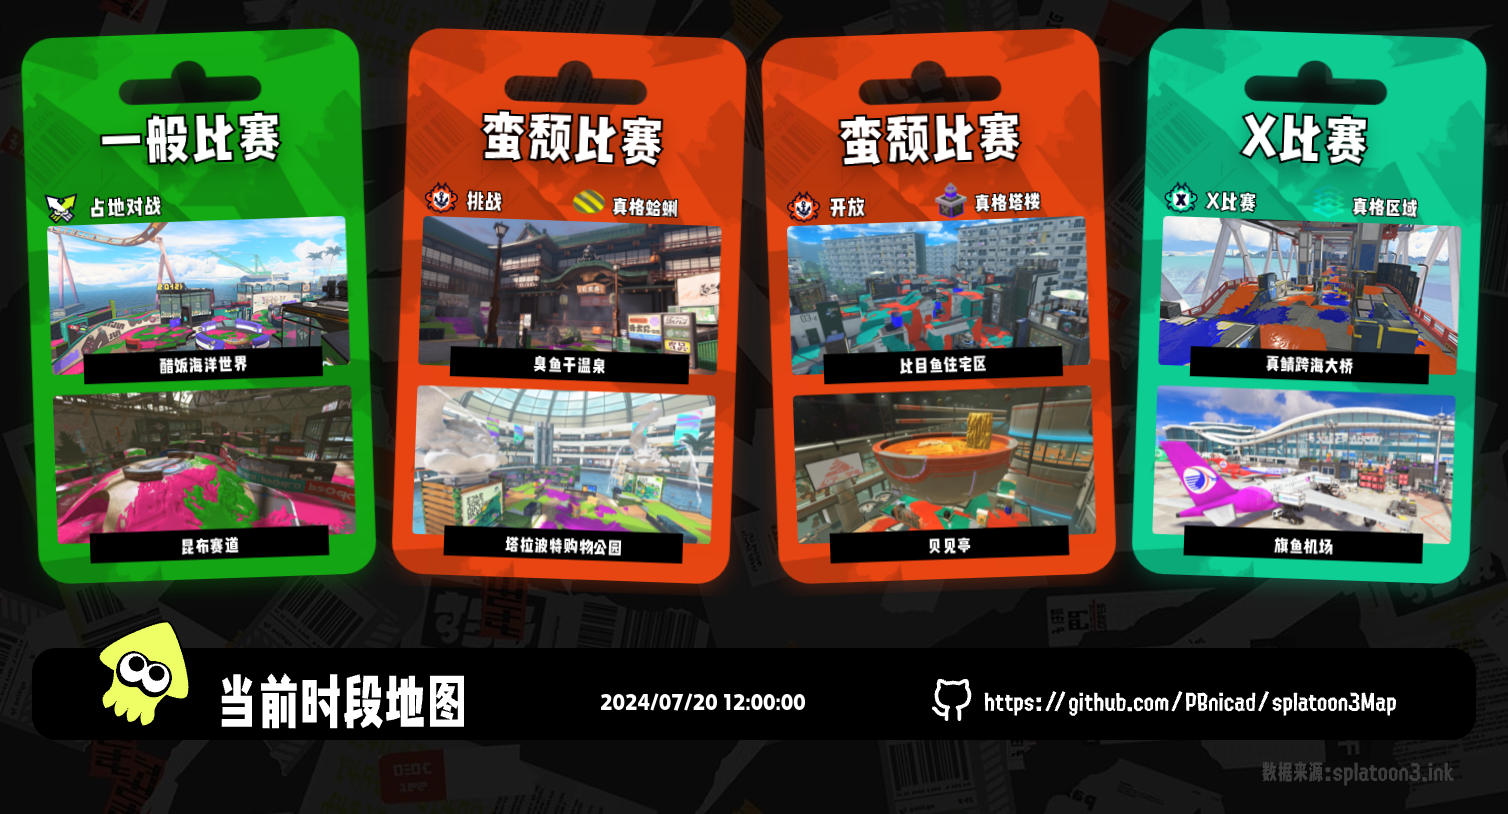 一般比赛
占地对战
醋饭海洋世界
昆布赛道
蛮颓比赛
挑战
真格蛤蜊
臭鱼干温泉
塔拉波特购物公园
蛮颓比赛
开放
真格塔楼
比目鱼住宅区
贝见亭
X比赛
X比赛
真格区域
真鲭跨海大桥
旗鱼机场
当前时段地图
2024/07/20 12:00:00
https://github.com/PBnicad/splatoon3Map
数据来源:splatoon3.ink